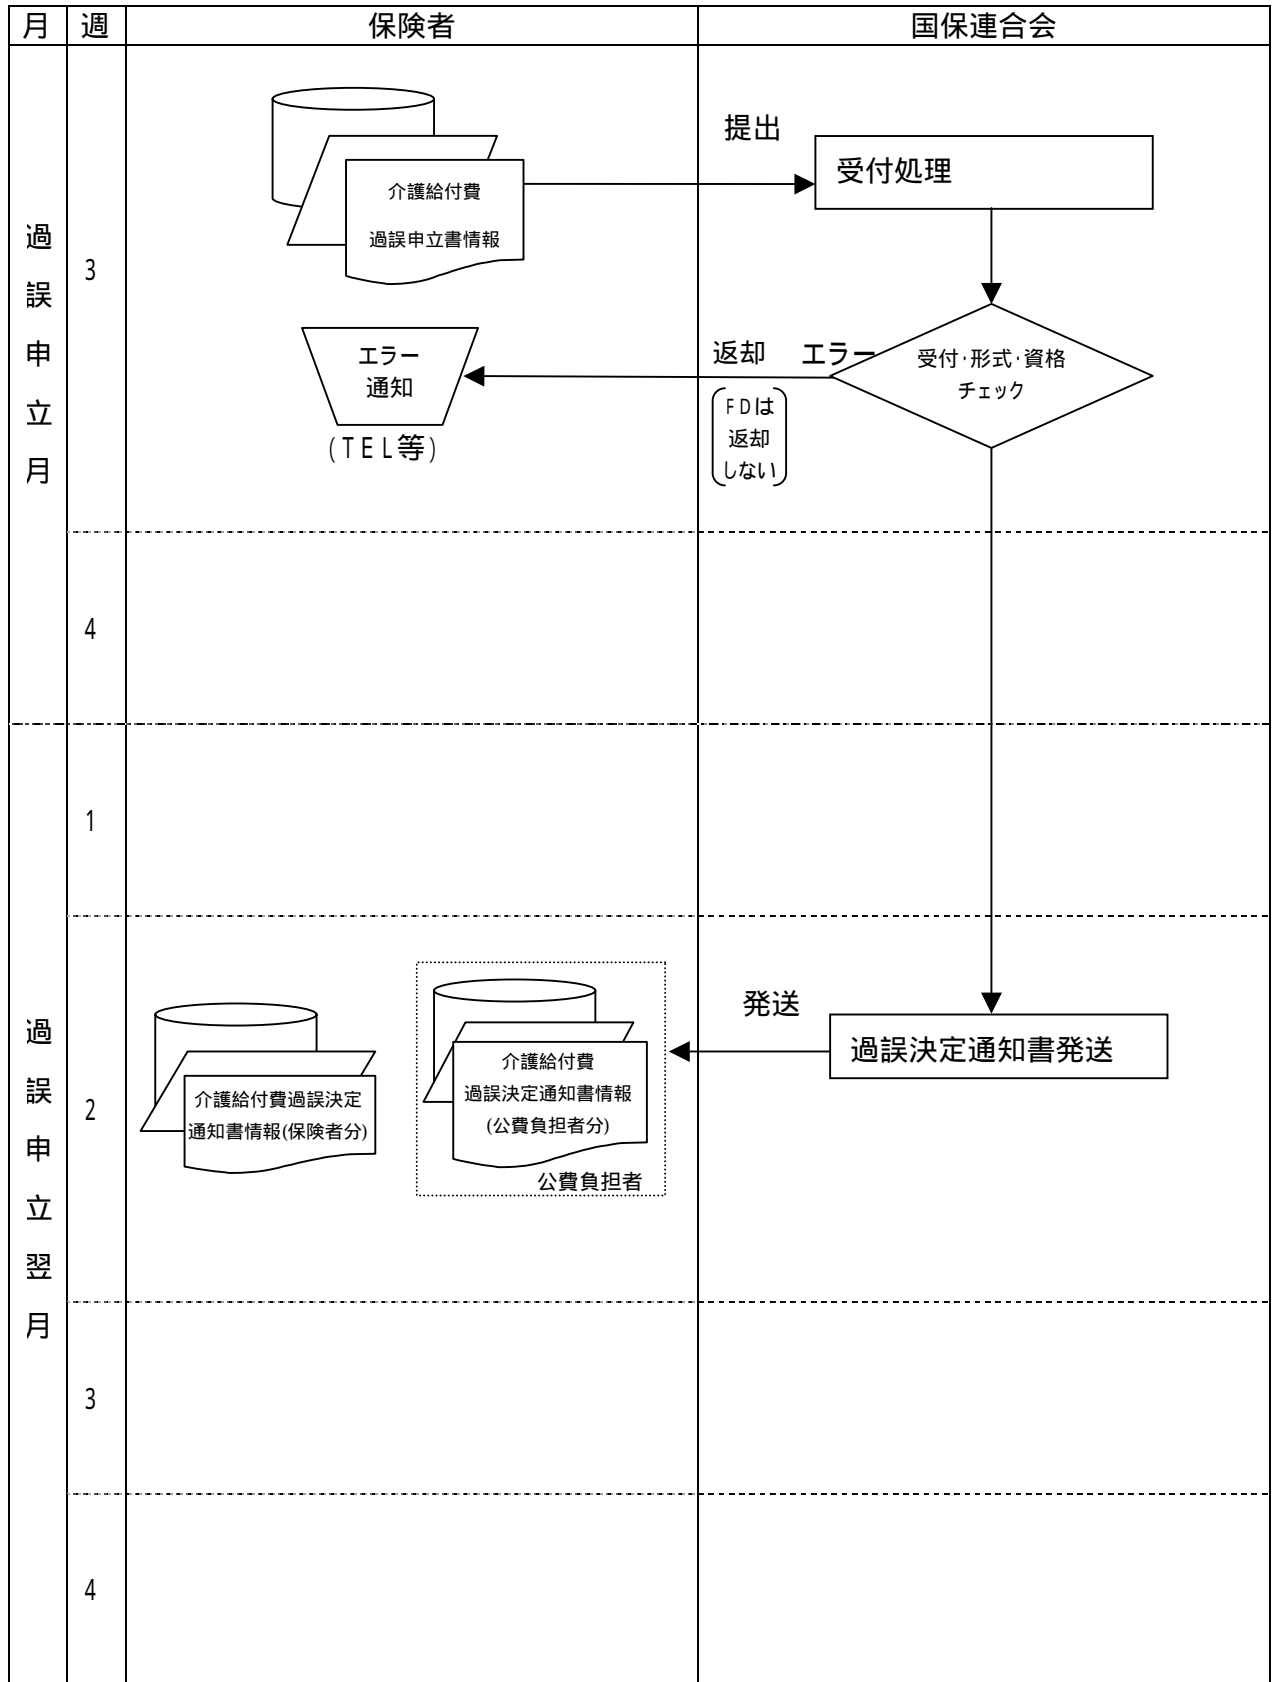 月 週 保険者 国保連合会
過誤申立月
3
介護給付費
過誤申立書情報
提出
受付処理
エラー
通知
(TEL等)
返却 エラー
FDは
返却
しない
受付・形式・資格
チェック
4
過誤申立翌月
1
2
介護給付費過誤決定
通知書情報(保険者分)
介護給付費
過誤決定通知書情報
(公費負担者分)
公費負担者
発送
過誤決定通知書発送
3
4